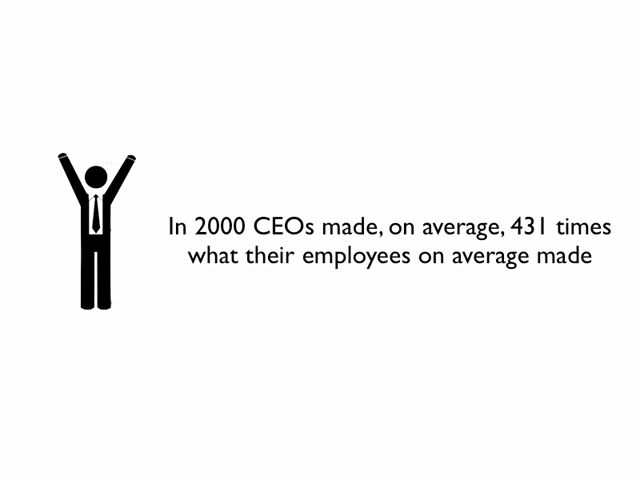 In 2000 CEOs made, on average, 431 times
what their employees on average made